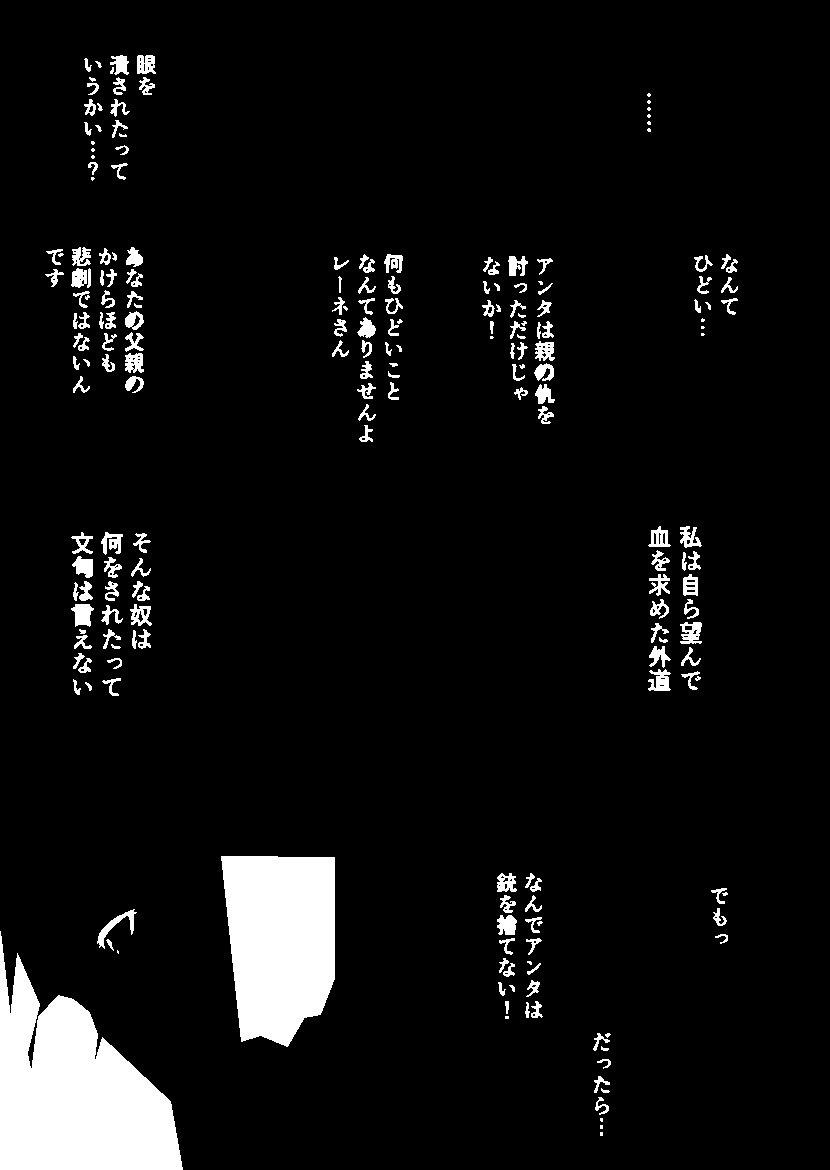 ……
眼を
潰されたって
いうかい…？
なんて
ひどい…
アンタは親の仇を
討っただけじゃ
ないか！
何もひどいこと
なんてありませんよ
レーネさん
あなたの父親の
かけらほども
悲劇ではないん
です
私は自ら望んで
血を求めた外道
そんな奴は
何をされたって
文句は言えない
でもっ
だったら…
なんでアンタは
銃を捨てない！